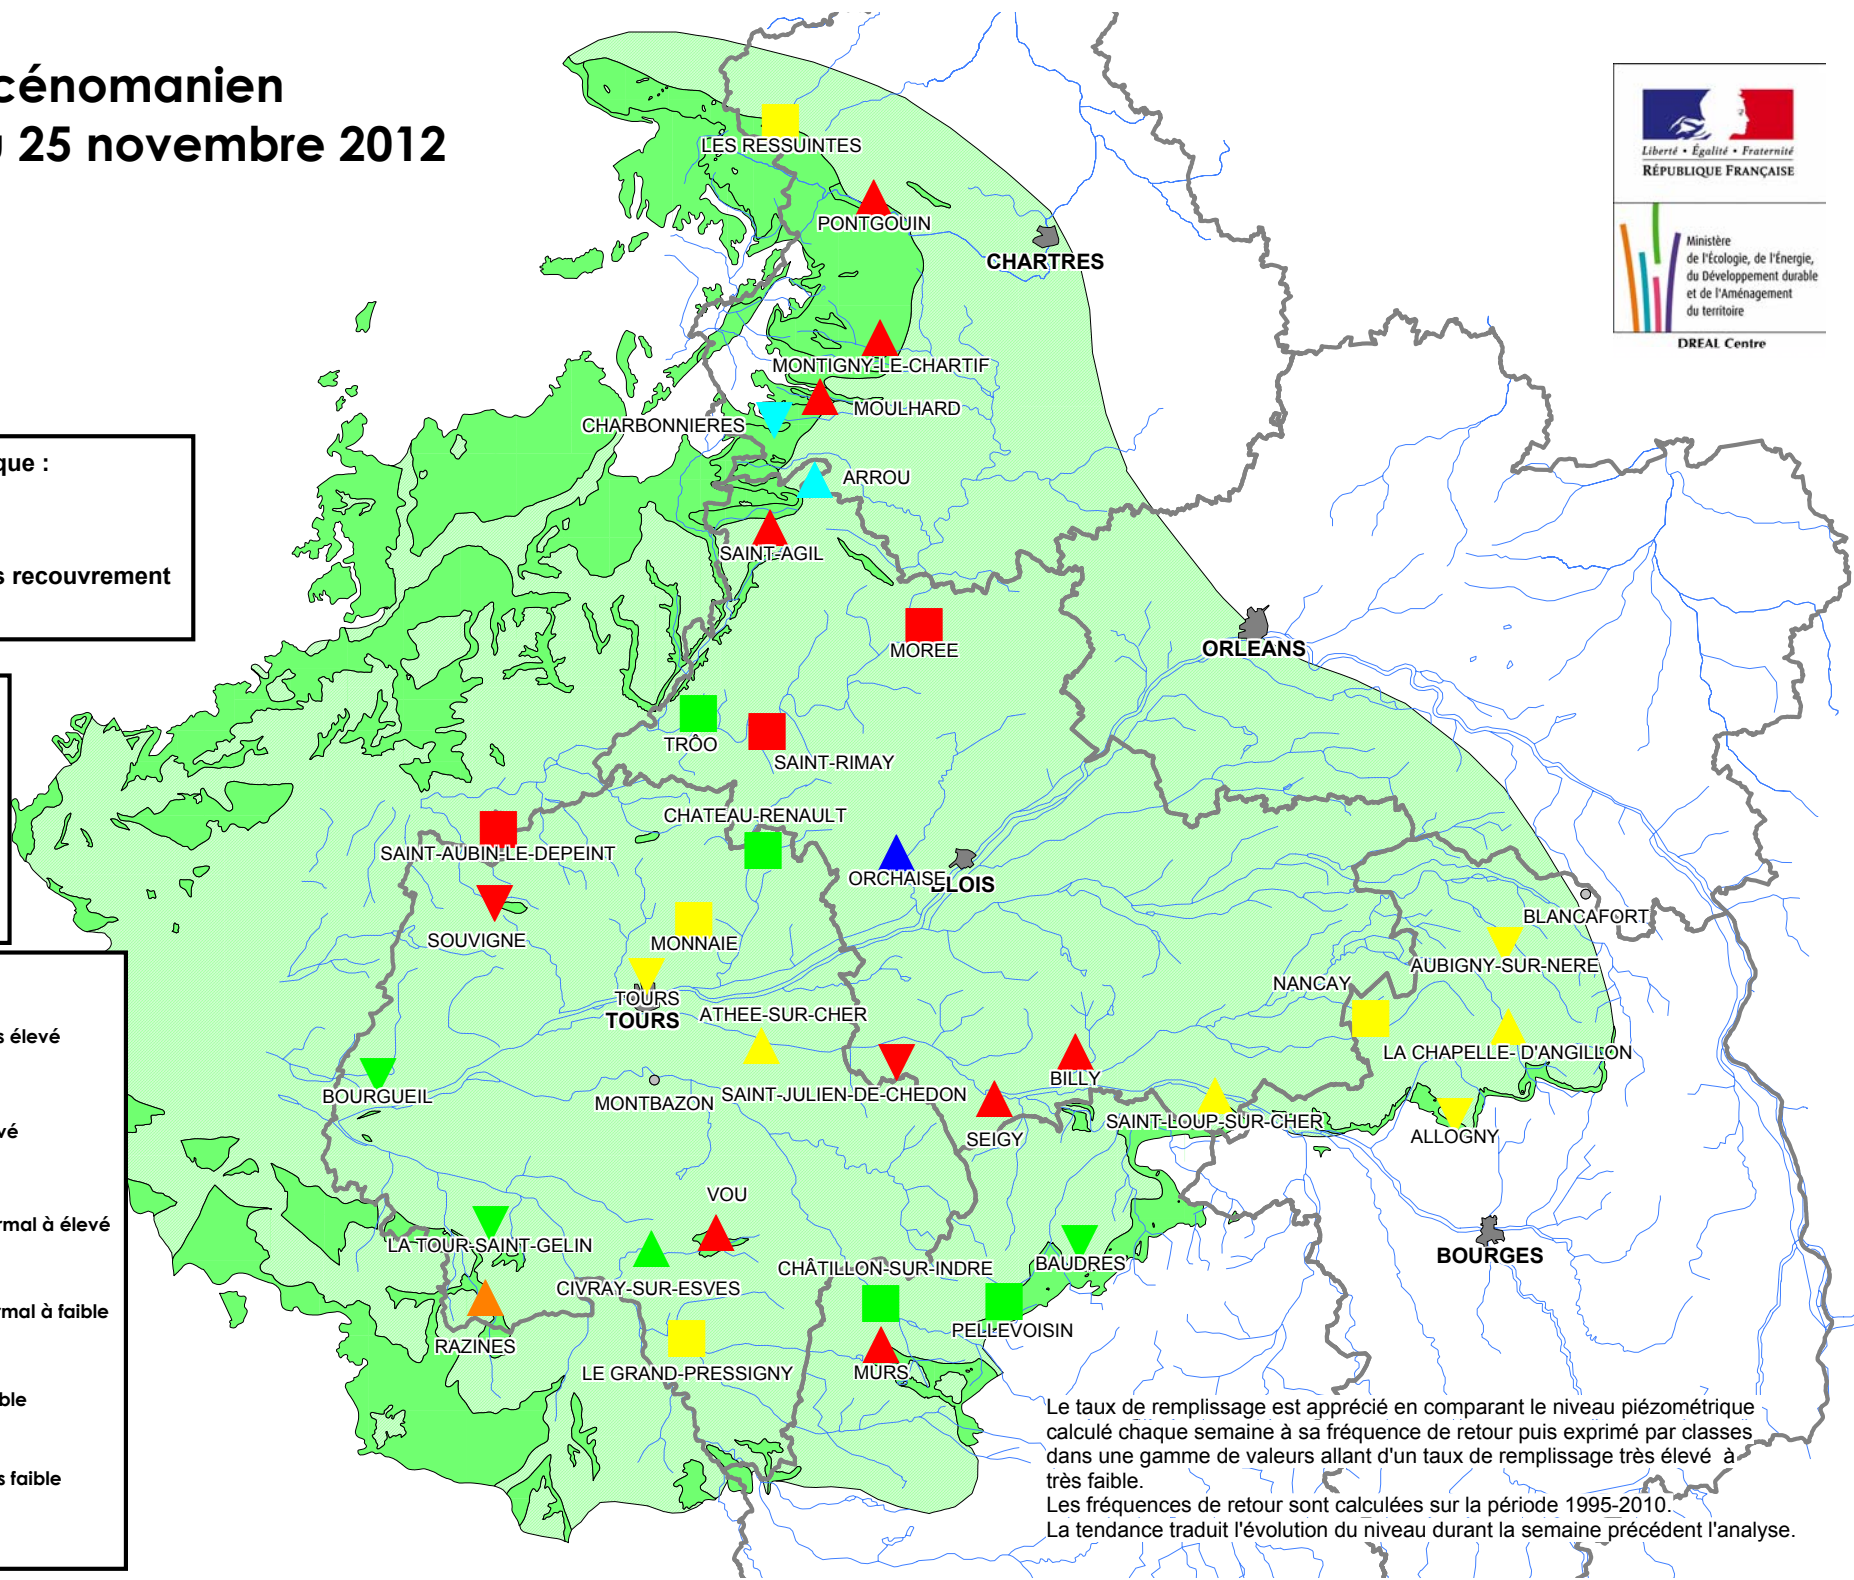 cénomanien
25 novembre 2012
Liberté • Égalité • Fraternité
RÉPUBLIQUE FRANÇAISE
Ministère
de l'Écologie, de l'Énergie,
du Développement durable
et de l'Aménagement
du territoire
DREAL Centre
que :
s recouvrement
s élevé
vé
rmal à élevé
rmal à faible
ble
s faible
LES RESSUINTES
PONTGOUIN
CHARTRES
MONTIGNY-LE-CHARTIF
MOULHARD
CHARBONNIERES
ARROU
SAINT-AGIL
MOREE
ORLEANS
TRÔO
SAINT-RIMAY
CHATEAU-RENAULT
SAINT-AUBIN-LE-DEPEINT
ORCHAISE
BLOIS
SOUVIGNE
MONNAIE
BLANCAFORT
AUBIGNY-SUR-NERE
NANCAY
TOURS
TOURS
ATHEE-SUR-CHER
LA CHAPELLE- D'ANGILLON
BILLY
BOURGUEIL
MONTBAZON
SAINT-JULIEN-DE-CHEDON
SEIGY
SAINT-LOUP-SUR-CHER
ALLOGNY
VOU
LA TOUR-SAINT-GELIN
CIVRAY-SUR-ESVES
CHÂTILLON-SUR-INDRE
BAUDRES
BOURGES
RAZINES
PELLEVOISIN
LE GRAND-PRESSIGNY
MURS
Le taux de remplissage est apprécié en comparant le niveau piézométrique
calculé chaque semaine à sa fréquence de retour puis exprimé par classes
dans une gamme de valeurs allant d'un taux de remplissage très élevé à
très faible.
Les fréquences de retour sont calculées sur la période 1995-2010.
La tendance traduit l'évolution du niveau durant la semaine précédent l'analyse.